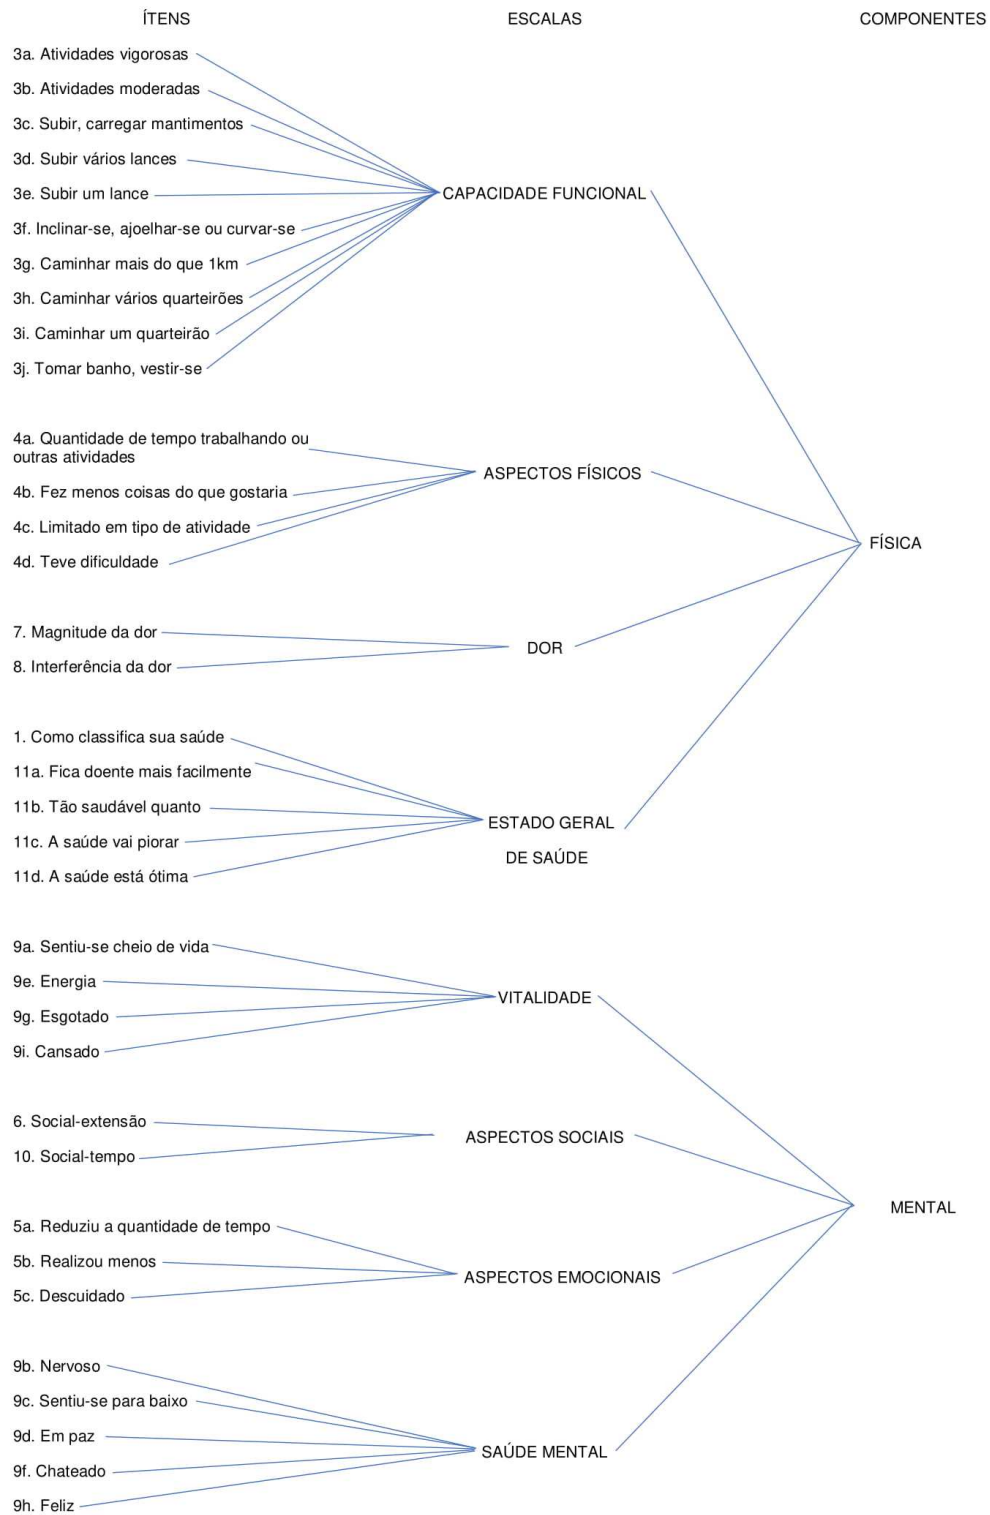 ÍTENS ESCALAS COMPONENTES
3a. Atividades vigorosas
3b. Atividades moderadas
3c. Subir, carregar mantimentos
3d. Subir vários lances
3e. Subir um lance
CAPACIDADE FUNCIONAL
3f. Inclinar-se, ajoelhar-se ou curvar-se
3g. Caminhar mais do que 1km
3h. Caminhar vários quarteirões
3i. Caminhar um quarteirão
3j. Tomar banho, vestir-se
4a. Quantidade de tempo trabalhando ou
outras atividades
ASPECTOS FÍSICOS
4b. Fez menos coisas do que gostaria
4c. Limitado em tipo de atividade
4d. Teve dificuldade
FÍSICA
7. Magnitude da dor
8. Interferência da dor
DOR
1. Como classifica sua saúde
11a. Fica doente mais facilmente
11b. Tão saudável quanto
11c. A saúde vai piorar
11d. A saúde está ótima
ESTADO GERAL
DE SAÚDE
9a. Sentiu-se cheio de vida
9e. Energia
9g. Esgotado
9i. Cansado
VITALIDADE
6. Social-extensão
10. Social-tempo
ASPECTOS SOCIAIS
MENTAL
5a. Reduziu a quantidade de tempo
5b. Realizou menos
5c. Descuidado
ASPECTOS EMOCIONAIS
9b. Nervoso
9c. Sentiu-se para baixo
9d. Em paz
9f. Chateado
9h. Feliz
SAÚDE MENTAL